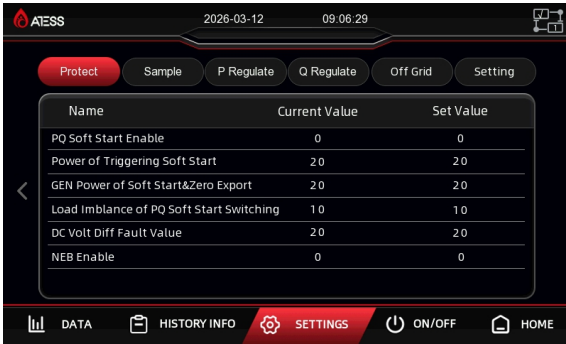 ATESS 2026-03-12 09:06:29
1
Protect Sample P Regulate Q Regulate Off Grid Setting
Name Current Value Set Value
PQ Soft Start Enable 0 0
Power of Triggering Soft Start 20 20
GEN Power of Soft Start&Zero Export 20 20
Load Imblance of PQ Soft Start Switching 10 10
DC Volt Diff Fault Value 20 20
NEB Enable 0 0
DATA HISTORY INFO SETTINGS ON/OFF HOME